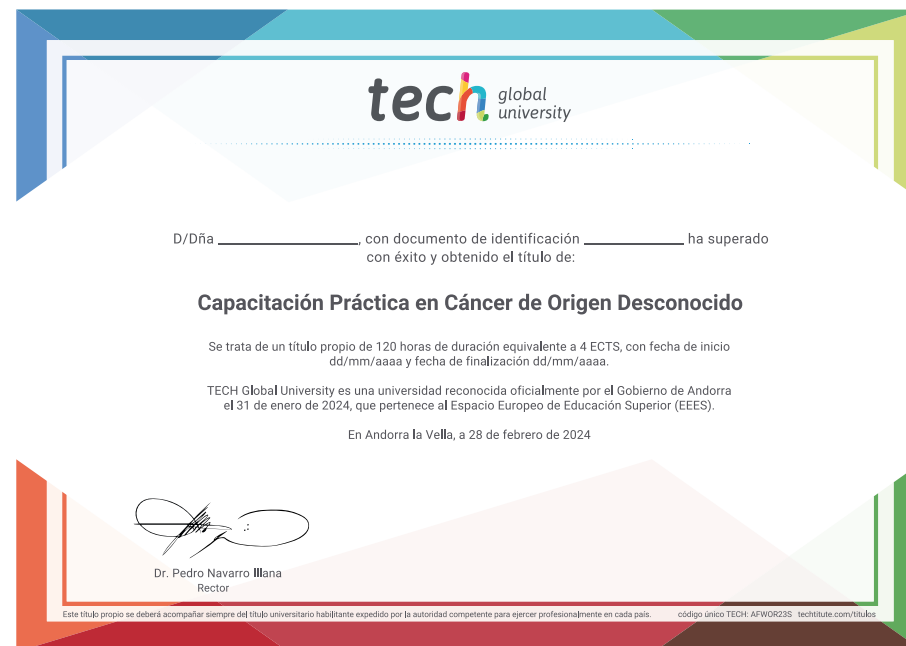 tech global
university
D/Dña ______________, con documento de identificación __________ ha superado
con éxito y obtenido el título de:
Capacitación Práctica en Cáncer de Origen Desconocido
Se trata de un título propio de 120 horas de duración equivalente a 4 ECTS, con fecha de inicio
dd/mm/aaaa y fecha de finalización dd/mm/aaaa.
TECH Global University es una universidad reconocida oficialmente por el Gobierno de Andorra
el 31 de enero de 2024, que pertenece al Espacio Europeo de Educación Superior (EEES).
En Andorra la Vella, a 28 de febrero de 2024
Dr. Pedro Navarro Illana
Rector
Este título propio se deberá acompañar siempre del título universitario habilitante expedido por la autoridad competente para ejercer profesionalmente en cada país. código único TECH: AFWOR23S techtitute.com/titulos